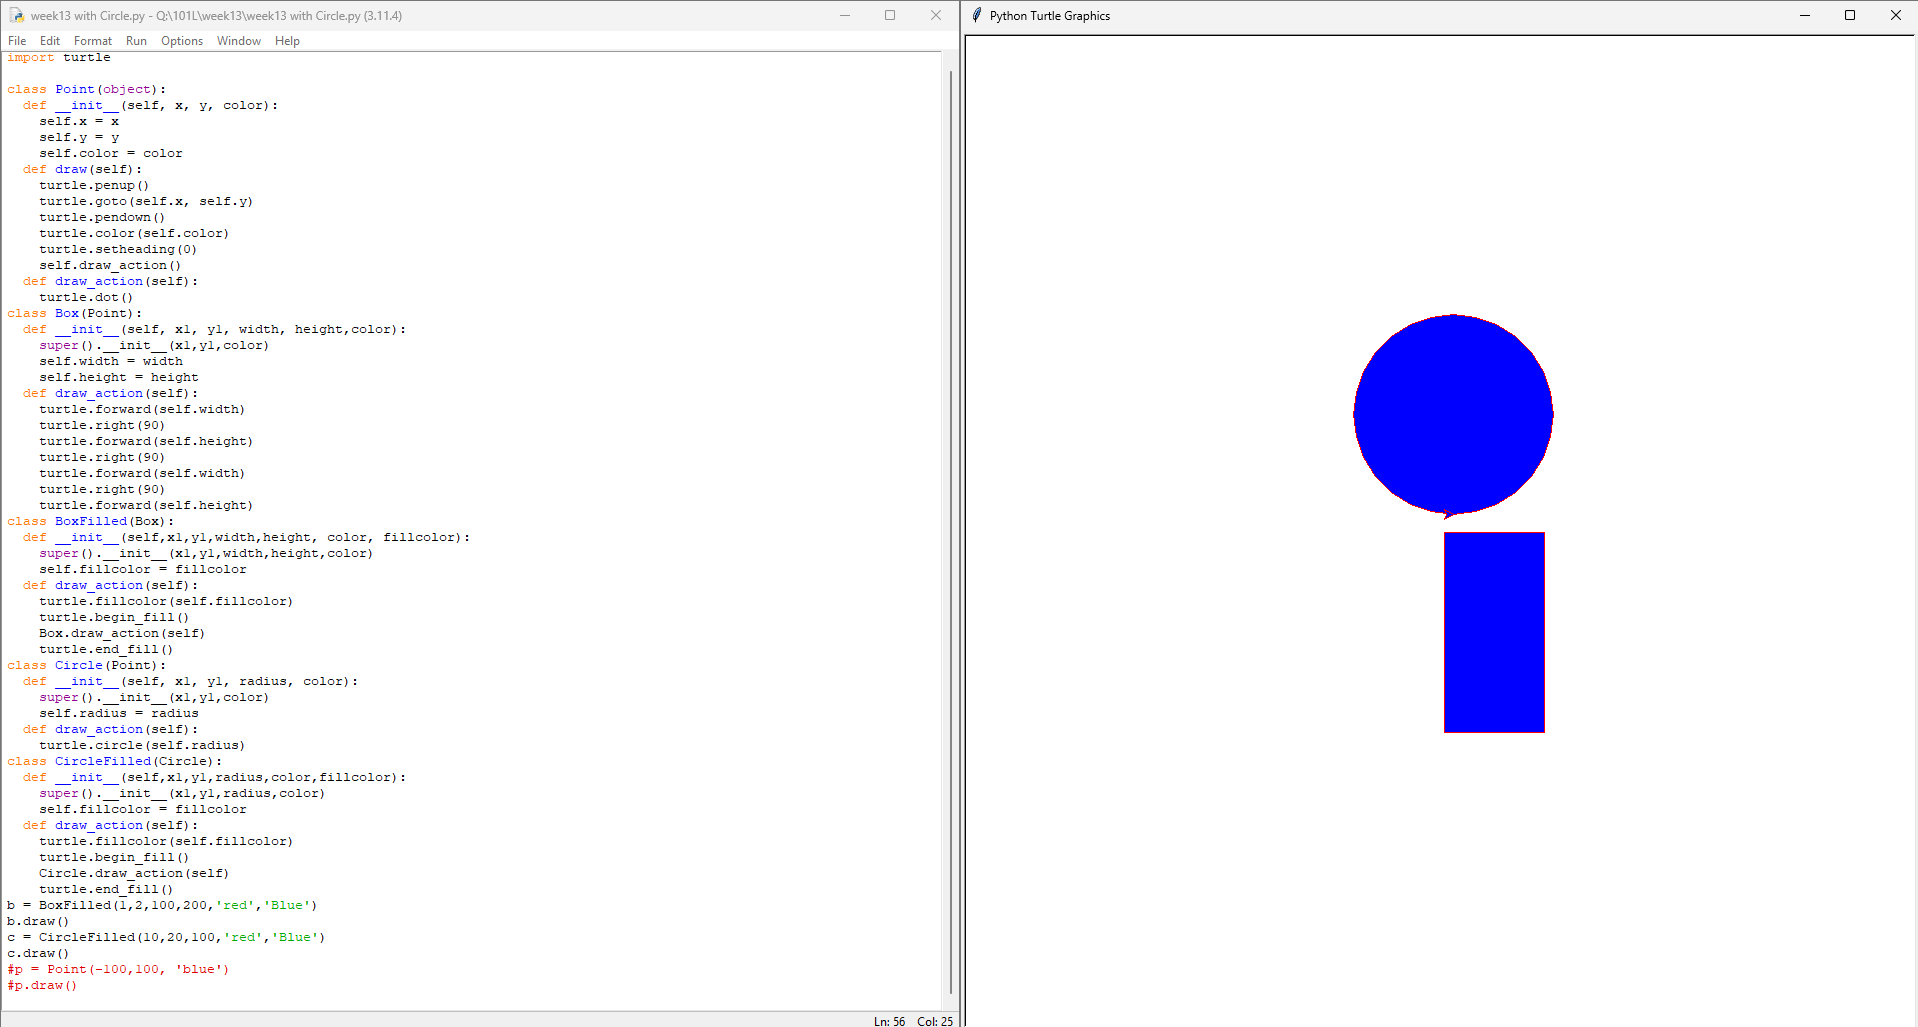 week13 with Circle.py - Q:\101L\week13\week13 with Circle.py (3.11.4)
File Edit Format Run Options Window Help
import turtle

class Point(object):
  def __init__(self, x, y, color):
    self.x = x
    self.y = y
    self.color = color
  def draw(self):
    turtle.penup()
    turtle.goto(self.x, self.y)
    turtle.pendown()
    turtle.color(self.color)
    turtle.setheading(0)
    self.draw_action()
  def draw_action(self):
    turtle.dot()
class Box(Point):
  def __init__(self, x1, y1, width, height,color):
    super().__init__(x1,y1,color)
    self.width = width
    self.height = height
  def draw_action(self):
    turtle.forward(self.width)
    turtle.right(90)
    turtle.forward(self.height)
    turtle.right(90)
    turtle.forward(self.width)
    turtle.right(90)
    turtle.forward(self.height)
class BoxFilled(Box):
  def __init__(self,x1,y1,width,height, color, fillcolor):
    super().__init__(x1,y1,width,height,color)
    self.fillcolor = fillcolor
  def draw_action(self):
    turtle.fillcolor(self.fillcolor)
    turtle.begin_fill()
    Box.draw_action(self)
    turtle.end_fill()
class Circle(Point):
  def __init__(self, x1, y1, radius, color):
    super().__init__(x1,y1,color)
    self.radius = radius
  def draw_action(self):
    turtle.circle(self.radius)
class CircleFilled(Circle):
  def __init__(self,x1,y1,radius,color,fillcolor):
    super().__init__(x1,y1,radius,color)
    self.fillcolor = fillcolor
  def draw_action(self):
    turtle.fillcolor(self.fillcolor)
    turtle.begin_fill()
    Circle.draw_action(self)
    turtle.end_fill()
b = BoxFilled(1,2,100,200,'red','Blue')
b.draw()
c = CircleFilled(10,20,100,'red','Blue')
c.draw()
#p = Point(-100,100, 'blue')
#p.draw()
Ln: 56 Col: 25
Python Turtle Graphics